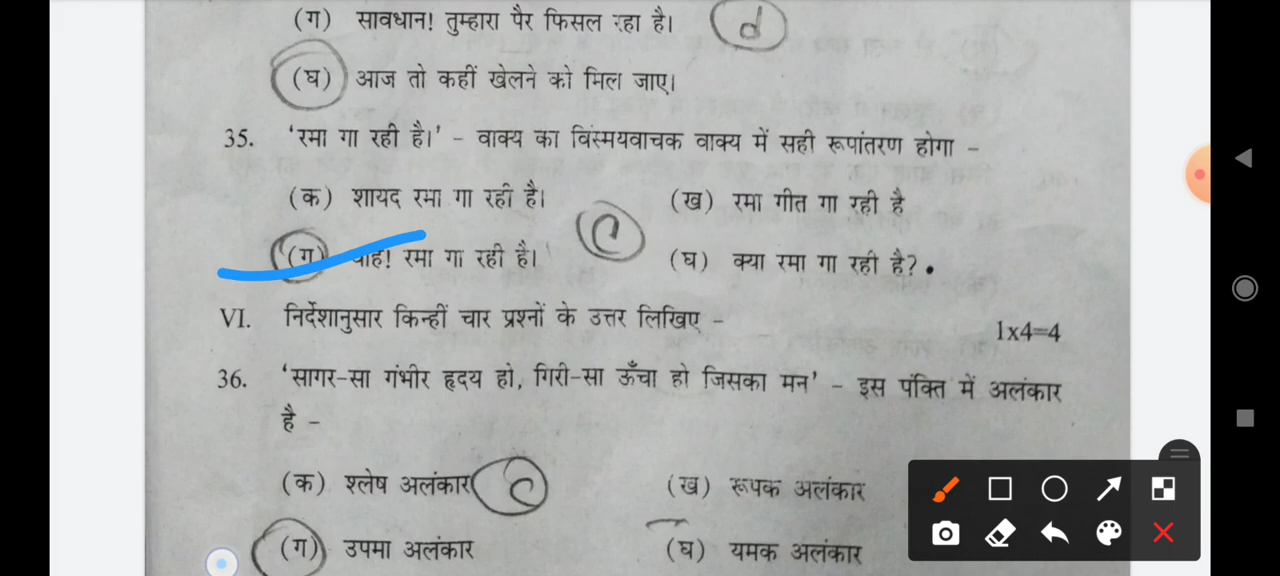 (ग) सावधान! तुम्हारा पैर फिसल रहा है। d
(घ) आज तो कहीं खेलने को मिल जाए।
35. 'रमा गा रही है।' - वाक्य का विस्मयवाचक वाक्य में सही रूपांतरण होगा -
(क) शायद रमा गा रही है। (ख) रमा गीत गा रही है
(ग) वाह! रमा गा रही है। c (घ) क्या रमा गा रही है?
VI. निर्देशानुसार किन्हीं चार प्रश्नों के उत्तर लिखिए - 1x4=4
36. 'सागर-सा गंभीर हृदय हो, गिरी-सा ऊँचा हो जिसका मन' - इस पंक्ति में अलंकार
है -
(क) श्लेष अलंकार c (ख) रूपक अलंकार
(ग) उपमा अलंकार (घ) यमक अलंकार